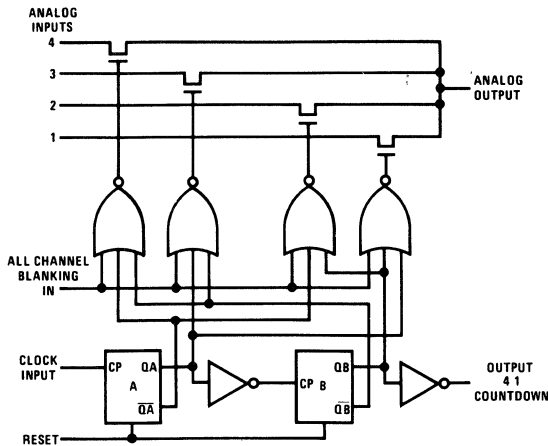 ANALOG
INPUTS
4
3
2
1
ANALOG
OUTPUT
ALL CHANNEL
BLANKING
IN
CLOCK
INPUT
CP QA
A
QA
CP B QB
QB
OUTPUT
4 1
COUNTDOWN
RESET